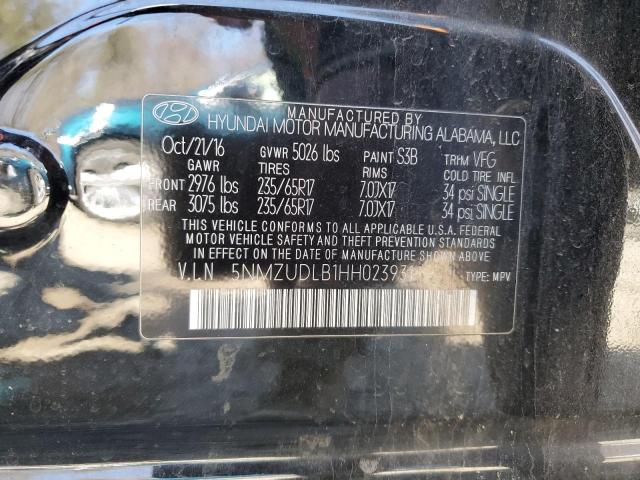 MANUFACTURED BY
HYUNDAI MOTOR MANUFACTURING ALABAMA, LLC
Oct/21/16 GVWR 5026 lbs PAINT S3B TRIM VFG
GAWR TIRES RIMS COLD TIRE INFL
FRONT 2976 lbs 235/65R17 7.0JX17 34 psi SINGLE
REAR 3075 lbs 235/65R17 7.0JX17 34 psi SINGLE
THIS VEHICLE CONFORMS TO ALL APPLICABLE U.S.A. FEDERAL
MOTOR VEHICLE SAFETY AND THEFT PREVENTION STANDARDS IN
EFFECT ON THE DATE OF MANUFACTURE SHOWN ABOVE.
V.I.N. TYPE: MPV